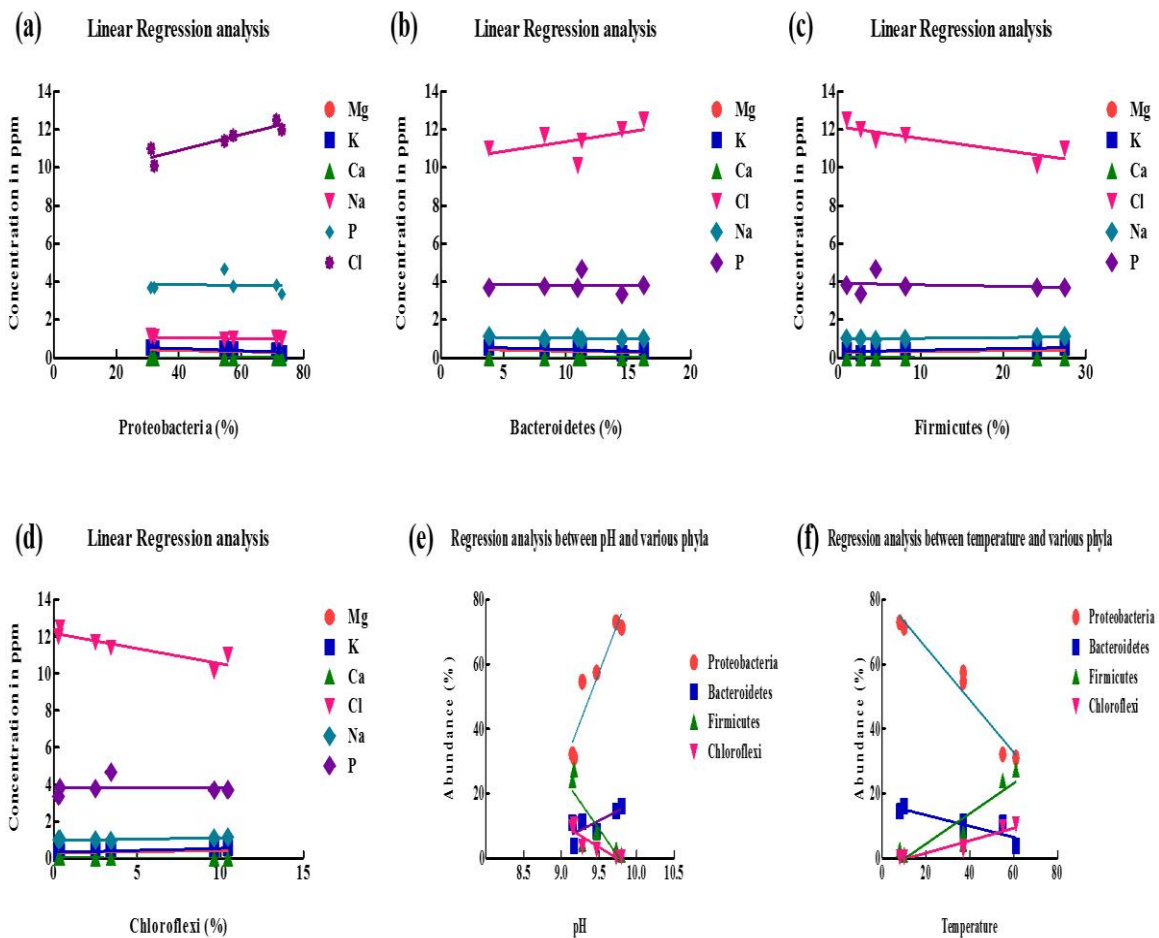 (a)
Linear Regression analysis
Concentration in ppm
14
12
10
8
6
4
2
0
0
20
40
60
80
Proteobacteria (%)
Mg
K
Ca
Na
P
Cl
(b)
Linear Regression analysis
Concentration in ppm
14
12
10
8
6
4
2
0
0
5
10
15
20
Bacteroidetes (%)
Mg
K
Ca
Cl
Na
P
(c)
Linear Regression analysis
Concentration in ppm
14
12
10
8
6
4
2
0
0
10
20
30
Firmicutes (%)
Mg
K
Ca
Cl
Na
P
(d)
Linear Regression analysis
Concentration in ppm
14
12
10
8
6
4
2
0
0
5
10
15
Chloroflexi (%)
Mg
K
Ca
Cl
Na
P
(e)
Regression analysis between pH and various phyla
Abundance (%)
80
60
40
20
0
8.5
9.0
9.5
10.0
10.5
pH
Proteobacteria
Bacteroidetes
Firmicutes
Chloroflexi
(f)
Regression analysis between temperature and various phyla
Abundance (%)
80
60
40
20
0
0
10
20
30
40
50
60
70
80
Temperature
Proteobacteria
Bacteroidetes
Firmicutes
Chloroflexi